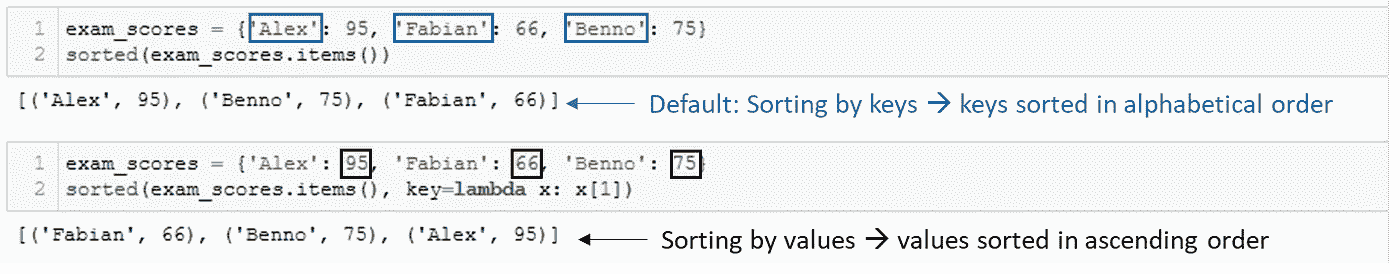 1 exam_scores = {'Alex': 95, 'Fabian': 66, 'Benno': 75}
2 sorted(exam_scores.items())
[('Alex', 95), ('Benno', 75), ('Fabian', 66)] Default: Sorting by keys → keys sorted in alphabetical order
1 exam_scores = {'Alex': 95, 'Fabian': 66, 'Benno': 75}
2 sorted(exam_scores.items(), key=lambda x: x[1])
[('Fabian', 66), ('Benno', 75), ('Alex', 95)] Sorting by values → values sorted in ascending order